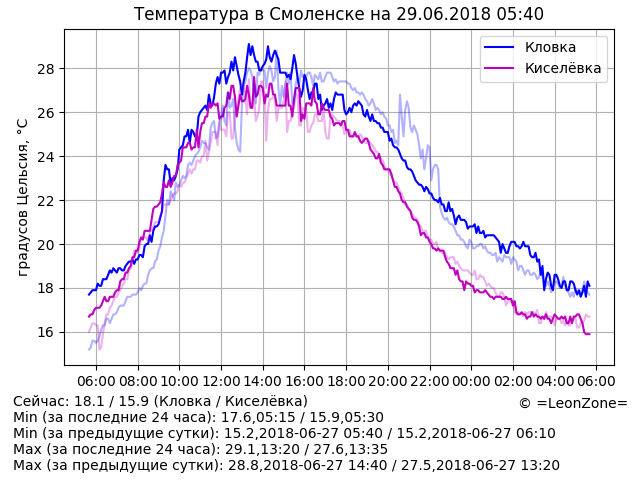 Температура в Смоленске на 29.06.2018 05:40
Кловка
Киселёвка
градусов Цельсия, °C
28
26
24
22
20
18
16
06:00 08:00 10:00 12:00 14:00 16:00 18:00 20:00 22:00 00:00 02:00 04:00 06:00
Сейчас: 18.1 / 15.9 (Кловка / Киселёвка)
© =LeonZone=
Min (за последние 24 часа): 17.6,05:15 / 15.9,05:30
Min (за предыдущие сутки): 15.2,2018-06-27 05:40 / 15.2,2018-06-27 06:10
Max (за последние 24 часа): 29.1,13:20 / 27.6,13:35
Max (за предыдущие сутки): 28.8,2018-06-27 14:40 / 27.5,2018-06-27 13:20